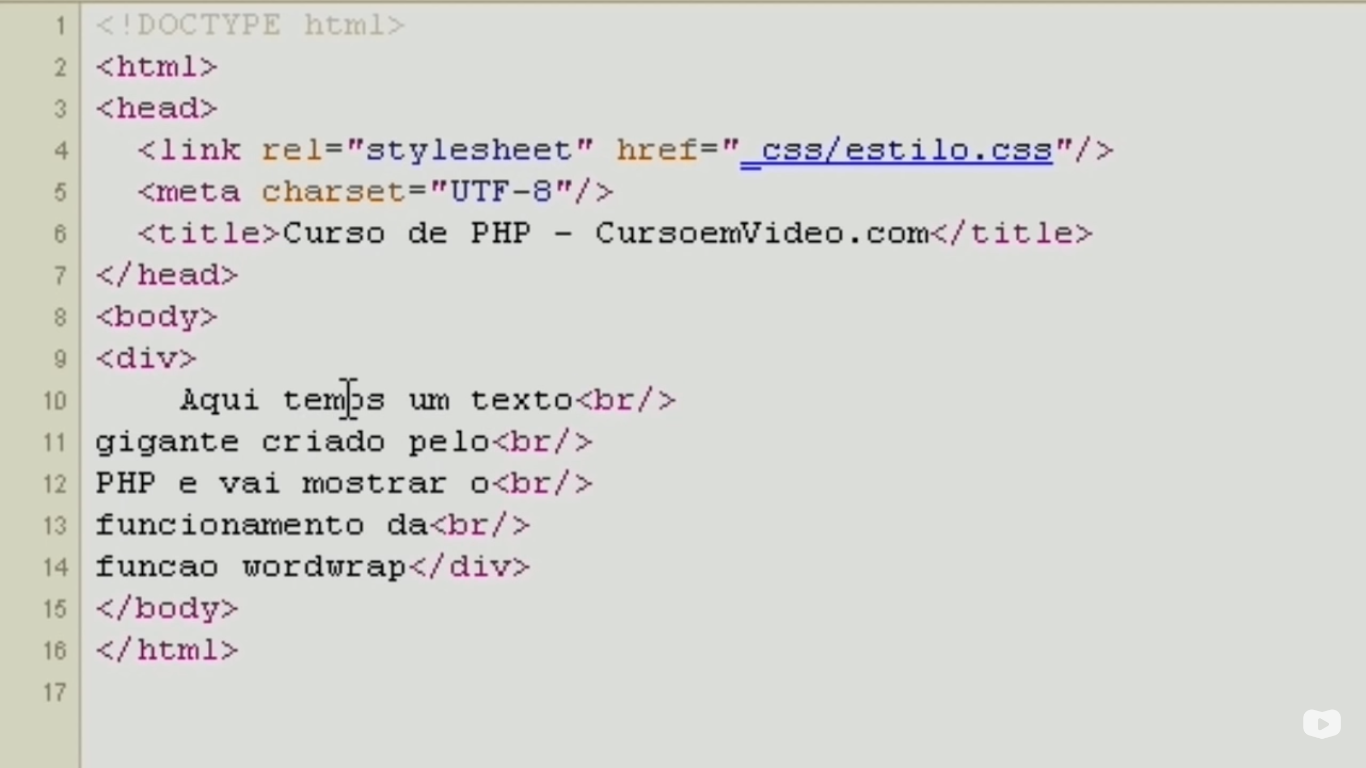 1 <!DOCTYPE html>
2 <html>
3 <head>
4 <link rel="stylesheet" href="_css/estilo.css"/>
5 <meta charset="UTF-8"/>
6 <title>Curso de PHP - CursoemVideo.com</title>
7 </head>
8 <body>
9 <div>
10 Aqui temos um texto<br/>
11 gigante criado pelo<br/>
12 PHP e vai mostrar o<br/>
13 funcionamento da<br/>
14 funcao wordwrap</div>
15 </body>
16 </html>
17